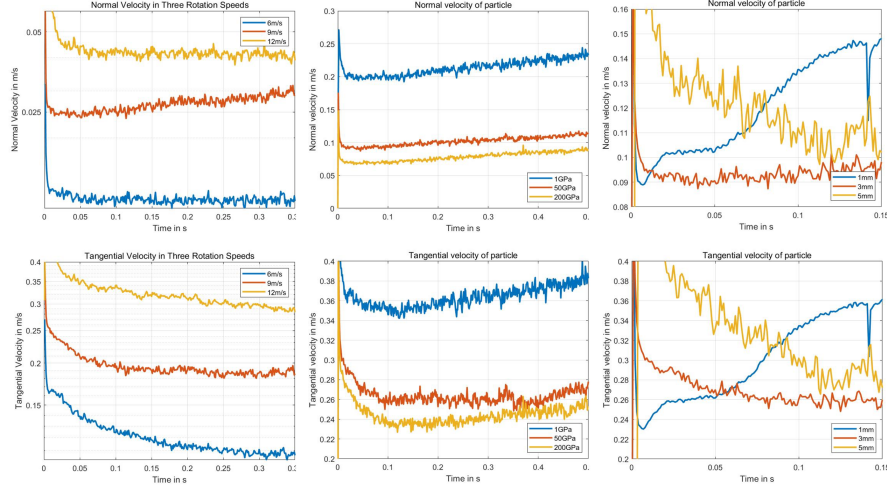 Normal Velocity in Three Rotation Speeds
Normal Velocity in m/s
0.05
0.025
6m/s
9m/s
12m/s
0 0.05 0.1 0.15 0.2 0.25 0.3 0.3
Time in s
Normal velocity of particle
Normal velocity in m/s
0.3
0.25
0.2
0.15
0.1
0.05
0
1GPa
50GPa
200GPa
0 0.1 0.2 0.3 0.4 0.
Time in s
Normal velocity of particle
Normal velocity in m/s
0.16
0.15
0.14
0.13
0.12
0.11
0.1
0.09
0.08
1mm
3mm
5mm
0 0.05 0.1 0.15
Time in s
Tangential Velocity in Three Rotation Speeds
Tangential Velocity in m/s
0.4
0.35
0.3
0.25
0.2
0.15
6m/s
9m/s
12m/s
0 0.05 0.1 0.15 0.2 0.25 0.3 0.3
Time in s
Tangential velocity of particle
Tangential velocity in m/s
0.4
0.38
0.36
0.34
0.32
0.3
0.28
0.26
0.24
0.22
0.2
1GPa
50GPa
200GPa
0 0.1 0.2 0.3 0.4 0.
Time in s
Tangential velocity of particle
Tangential velocity in m/s
0.4
0.38
0.36
0.34
0.32
0.3
0.28
0.26
0.24
0.22
0.2
1mm
3mm
5mm
0 0.05 0.1 0.15
Time in s